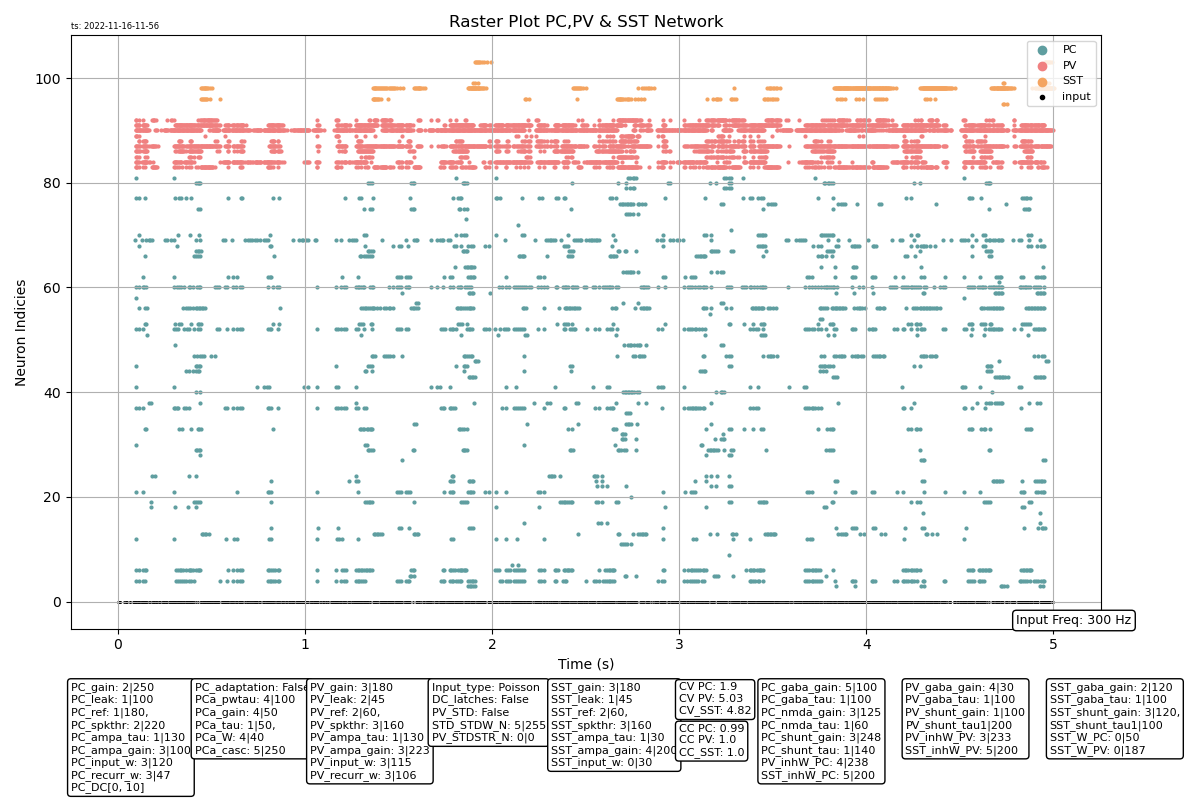 ts: 2022-11-16-11-56
Raster Plot PC,PV & SST Network
PC
PV
SST
input
100
80
60
40
20
0
Neuron Indicies
0 1 2 3 4 5
Input Freq: 300 Hz
Time (s)
PC_gain: 2|250
PC_leak: 1|100
PC_ref: 1|180,
PC_spkthr: 2|220
PC_ampa_tau: 1|130
PC_ampa_gain: 3|100
PC_input_w: 3|120
PC_recurr_w: 3|47
PC_DC[0, 10]
PC_adaptation: False
PCa_pwtau: 4|100
PCa_gain: 4|50
PCa_tau: 1|50,
PCa_W: 4|40
PCa_casc: 5|250
PV_gain: 3|180
PV_leak: 2|45
PV_ref: 2|60,
PV_spkthr: 3|160
PV_ampa_tau: 1|130
PV_ampa_gain: 3|223
PV_input_w: 3|115
PV_recurr_w: 3|106
Input_type: Poisson
DC_latches: False
PV_STD: False
STD_STDW_N: 5|255
PV_STDSTR_N: 0|0
SST_gain: 3|180
SST_leak: 1|45
SST_ref: 2|60,
SST_spkthr: 3|160
SST_ampa_tau: 1|30
SST_ampa_gain: 4|200
SST_input_w: 0|30
CV PC: 1.9
CV PV: 5.03
CV_SST: 4.82
CC PC: 0.99
CC PV: 1.0
CC_SST: 1.0
PC_gaba_gain: 5|100
PC_gaba_tau: 1|100
PC_nmda_gain: 3|125
PC_nmda_tau: 1|60
PC_shunt_gain: 3|248
PC_shunt_tau: 1|140
PV_inhW_PC: 4|238
SST_inhW_PC: 5|200
PV_gaba_gain: 4|30
PV_gaba_tau: 1|100
PV_shunt_gain: 1|100
PV_shunt_tau1|200
PV_inhW_PV: 3|233
SST_inhW_PV: 5|200
SST_gaba_gain: 2|120
SST_gaba_tau: 1|100
SST_shunt_gain: 3|120,
SST_W_PC: 0|50
SST_W_PV: 0|187